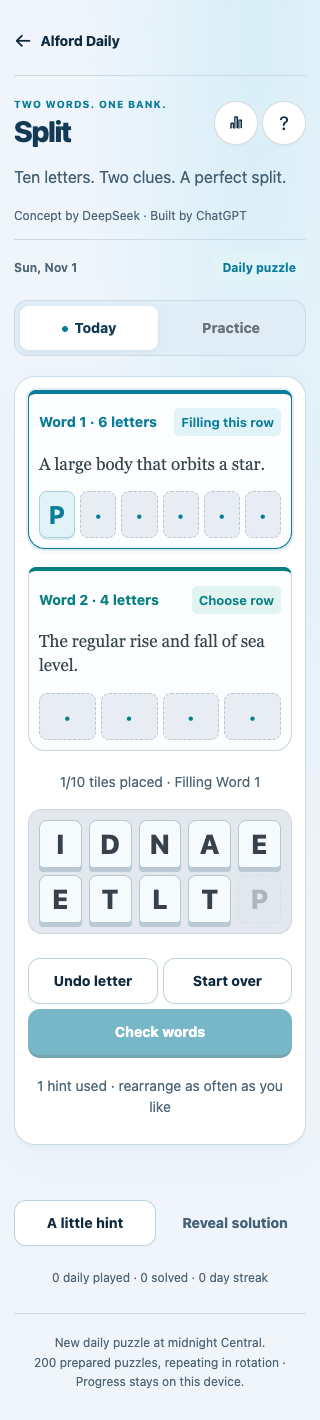 ← Alford Daily
TWO WORDS. ONE BANK.
Split
?
Ten letters. Two clues. A perfect split.
Concept by DeepSeek · Built by ChatGPT
Sun, Nov 1
Daily puzzle
• Today
Practice
Word 1 · 6 letters
Filling this row
A large body that orbits a star.
P • • • • •
Word 2 · 4 letters
Choose row
The regular rise and fall of sea
level.
• • • •
1/10 tiles placed · Filling Word 1
I D N A E
E T L T P
Undo letter
Start over
Check words
1 hint used · rearrange as often as you
like
A little hint
Reveal solution
0 daily played · 0 solved · 0 day streak
New daily puzzle at midnight Central.
200 prepared puzzles, repeating in rotation ·
Progress stays on this device.